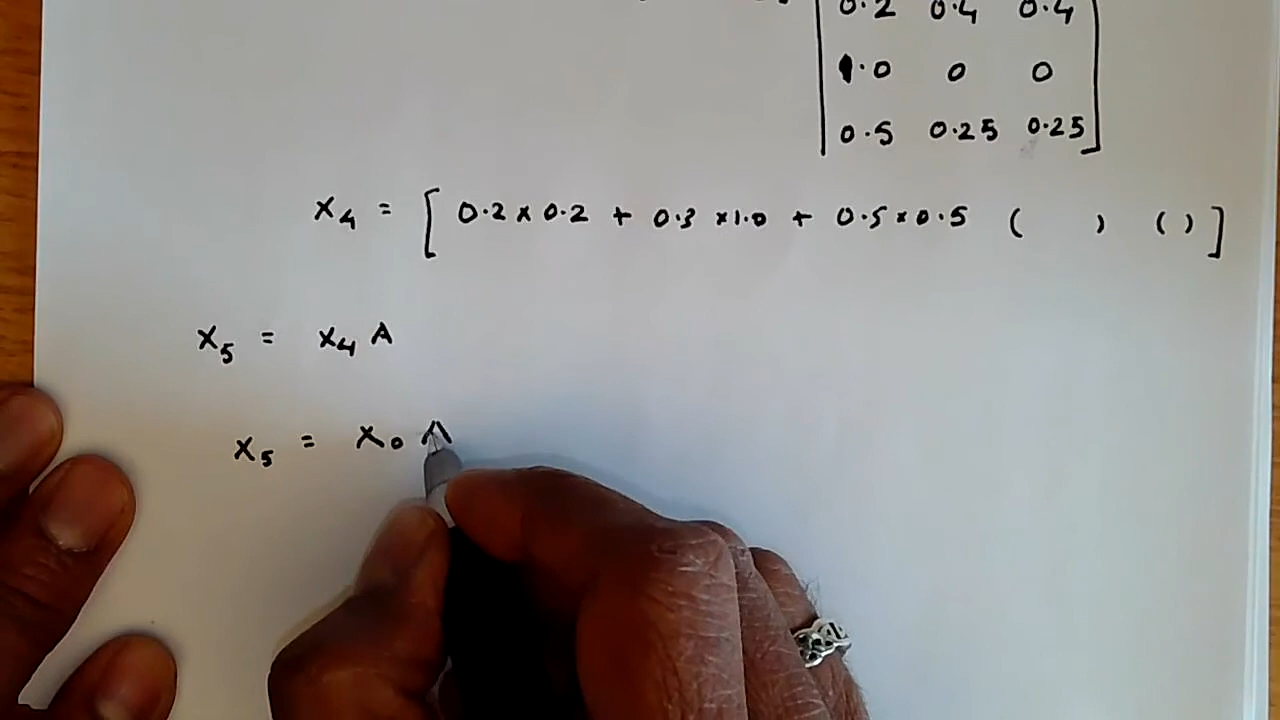 0.2 0.4 0.4
1.0 0 0
0.5 0.25 0.25
x₄ = [ 0.2 × 0.2 + 0.3 × 1.0 + 0.5 × 0.5 ( ) ( ) ]
x₅ = x₄ A
x₅ = x₀ A